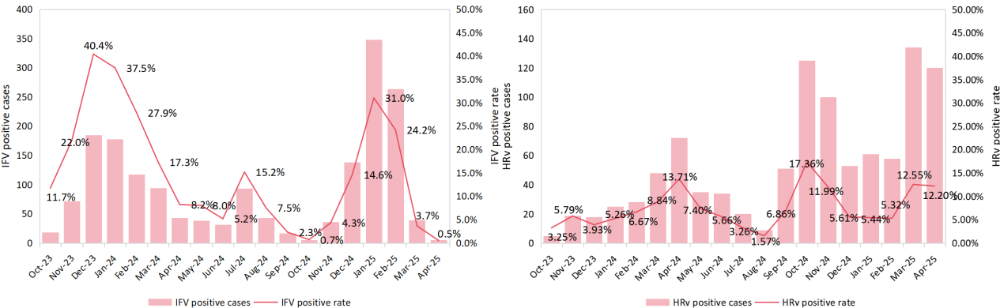 400
350
300
250
200
150
100
50
0
IFV positive cases
50.0%
45.0%
40.0%
35.0%
30.0%
25.0%
20.0%
15.0%
10.0%
5.0%
0.0%
IFV positive rate
11.7%
22.0%
40.4%
37.5%
27.9%
17.3%
8.2%
8.0%
5.2%
15.2%
7.5%
2.3%
0.7%
4.3%
14.6%
31.0%
24.2%
3.7%
0.5%
Oct-23
Nov-23
Dec-23
Jan-24
Feb-24
Mar-24
Apr-24
May-24
Jun-24
Jul-24
Aug-24
Sep-24
Oct-24
Nov-24
Dec-24
Jan-25
Feb-25
Mar-25
Apr-25
IFV positive cases
IFV positive rate
160
140
120
100
80
60
40
20
0
HRv positive cases
50.00%
45.00%
40.00%
35.00%
30.00%
25.00%
20.00%
15.00%
10.00%
5.00%
0.00%
HRv positive rate
3.25%
5.79%
3.93%
5.26%
6.67%
8.84%
13.71%
7.40%
5.66%
3.26%
1.57%
6.86%
17.36%
11.99%
5.61%
5.44%
5.32%
12.55%
12.20%
Oct-23
Nov-23
Dec-23
Jan-24
Feb-24
Mar-24
Apr-24
May-24
Jun-24
Jul-24
Aug-24
Sep-24
Oct-24
Nov-24
Dec-24
Jan-25
Feb-25
Mar-25
Apr-25
HRv positive cases
HRv positive rate